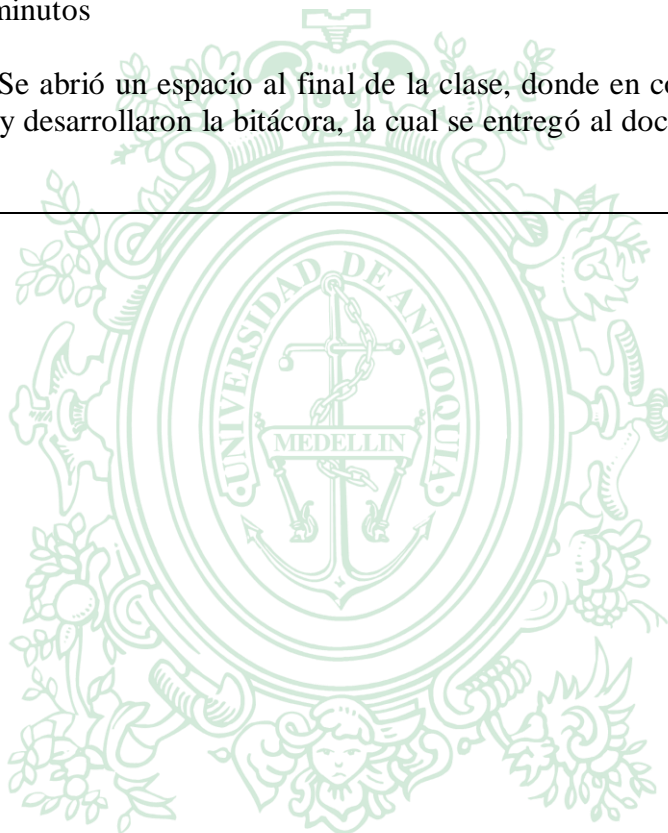 minutos
Se abrió un espacio al final de la clase, donde en co
y desarrollaron la bitácora, la cual se entregó al doc
UNIVERSIDAD DE ANTIOQUIA
MEDELLIN